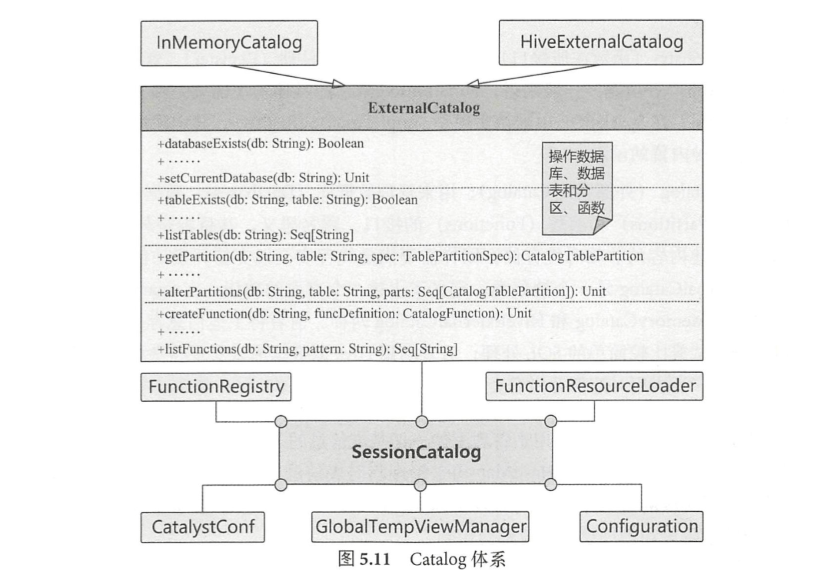 InMemoryCatalog
HiveExternalCatalog
ExternalCatalog
+databaseExists(db: String): Boolean
+ ……
+setCurrentDatabase(db: String): Unit
操作数据
库、数据
表和分
区、函数
+tableExists(db: String, table: String): Boolean
+ ……
+listTables(db: String): Seq[String]
+getPartition(db: String, table: String, spec: TablePartitionSpec): CatalogTablePartition
+ ……
+alterPartitions(db: String, table: String, parts: Seq[CatalogTablePartition]): Unit
+createFunction(db: String, funcDefinition: CatalogFunction): Unit
+ ……
+listFunctions(db: String, pattern: String): Seq[String]
FunctionRegistry
FunctionResourceLoader
SessionCatalog
CatalystConf
GlobalTempViewManager
Configuration
图 5.11 Catalog 体系